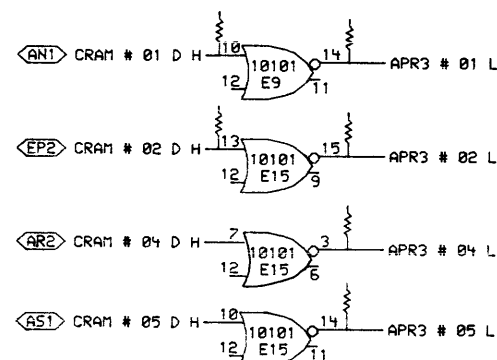 AN1 CRAM # 01 D H 10 10101 14 APR3 # 01 L
12 E9 11
EP2 CRAM # 02 D H 13 10101 15 APR3 # 02 L
12 E15 9
AR2 CRAM # 04 D H 7 10101 3 APR3 # 04 L
12 E15 6
AS1 CRAM # 05 D H 10 10101 14 APR3 # 05 L
12 E15 11